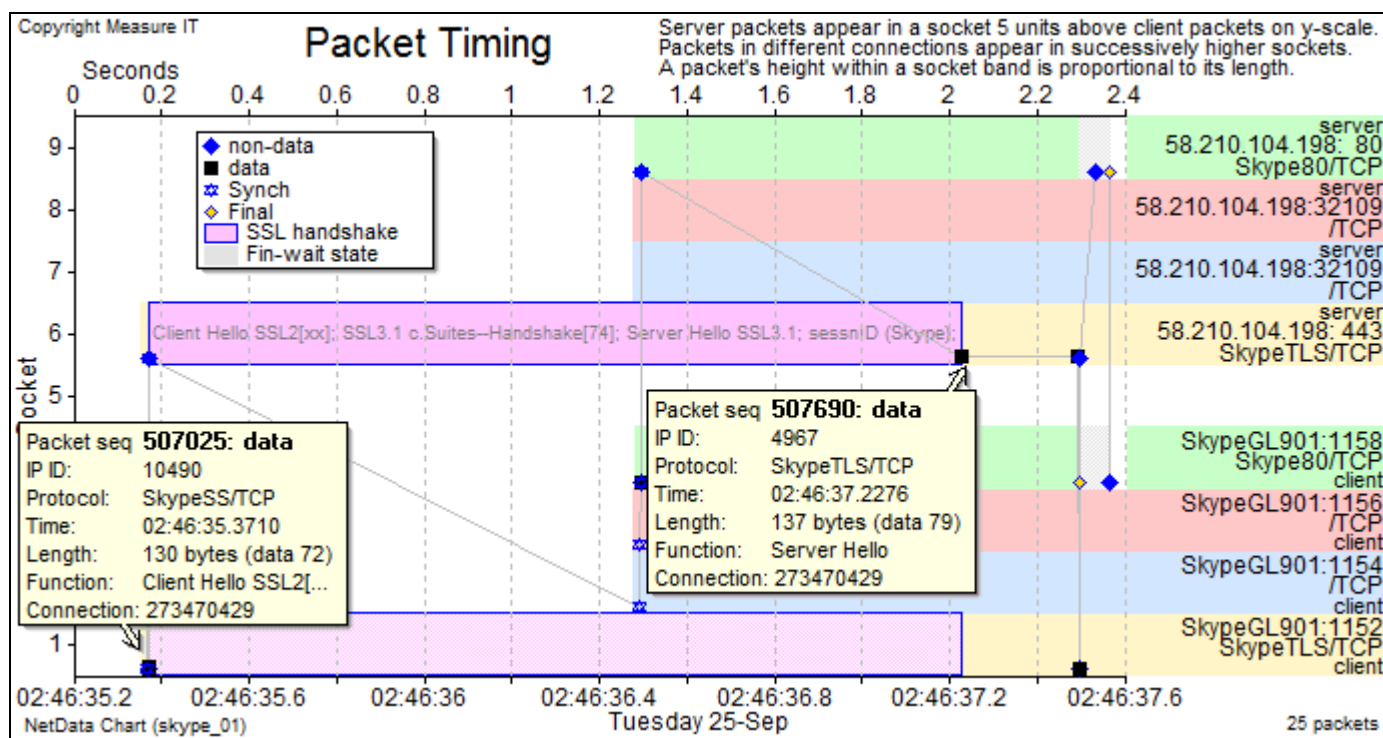 Copyright Measure IT
Packet Timing
Server packets appear in a socket 5 units above client packets on y-scale.
Packets in different connections appear in successively higher sockets.
A packet's height within a socket band is proportional to its length.
Seconds
0 0.2 0.4 0.6 0.8 1 1.2 1.4 1.6 1.8 2 2.2 2.4
non-data
data
Synch
Final
SSL handshake
Fin-wait state
9
8
7
6
5
1
ocket
server
58.210.104.198: 80
Skype80/TCP
server
58.210.104.198:32109
/TCP
server
58.210.104.198:32109
/TCP
server
58.210.104.198: 443
SkypeTLS/TCP
Client Hello SSL2[xx]; SSL3.1 c.Suites--Handshake[74]; Server Hello SSL3.1; sessnID (Skype);
Packet seq 507025: data
IP ID: 10490
Protocol: SkypeSS/TCP
Time: 02:46:35.3710
Length: 130 bytes (data 72)
Function: Client Hello SSL2[...
Connection: 273470429
Packet seq 507690: data
IP ID: 4967
Protocol: SkypeTLS/TCP
Time: 02:46:37.2276
Length: 137 bytes (data 79)
Function: Server Hello
Connection: 273470429
SkypeGL901:1158
Skype80/TCP
client
SkypeGL901:1156
/TCP
client
SkypeGL901:1154
/TCP
client
SkypeGL901:1152
SkypeTLS/TCP
client
02:46:35.2 02:46:35.6 02:46:36 02:46:36.4 02:46:36.8 02:46:37.2 02:46:37.6
NetData Chart (skype_01)
Tuesday 25-Sep
25 packets